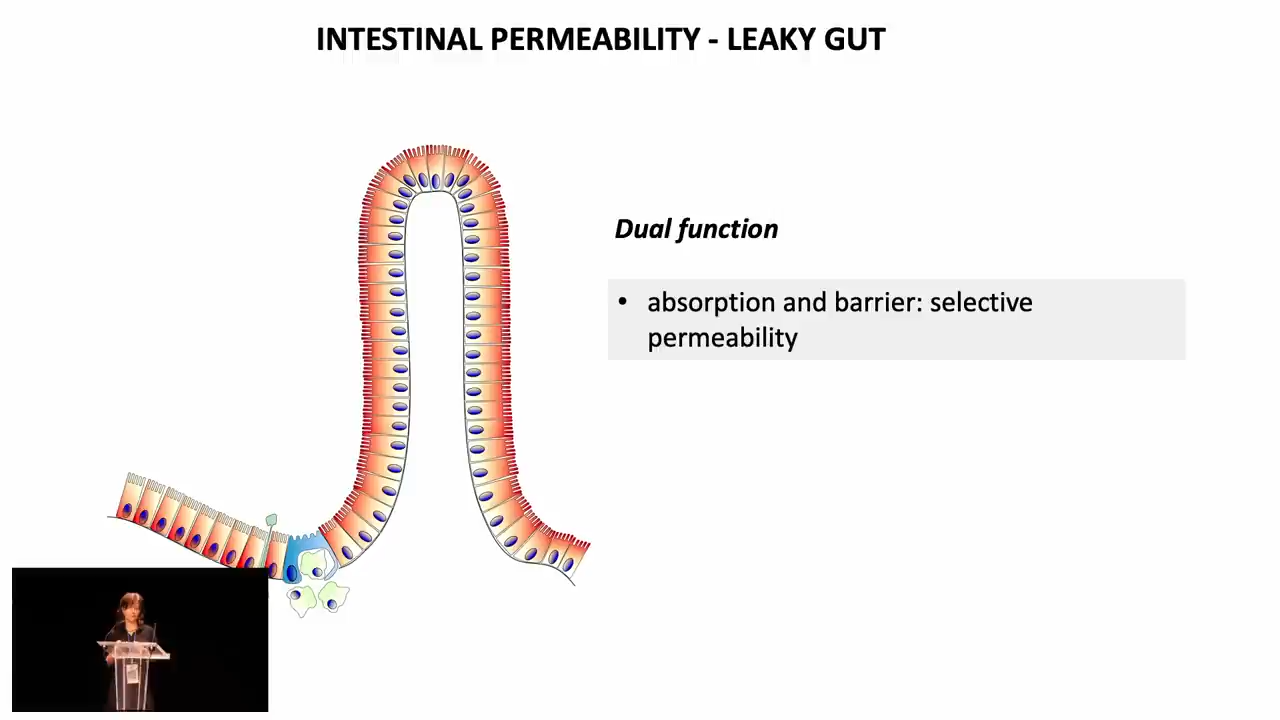 INTESTINAL PERMEABILITY - LEAKY GUT
Dual function
• absorption and barrier: selective
permeability